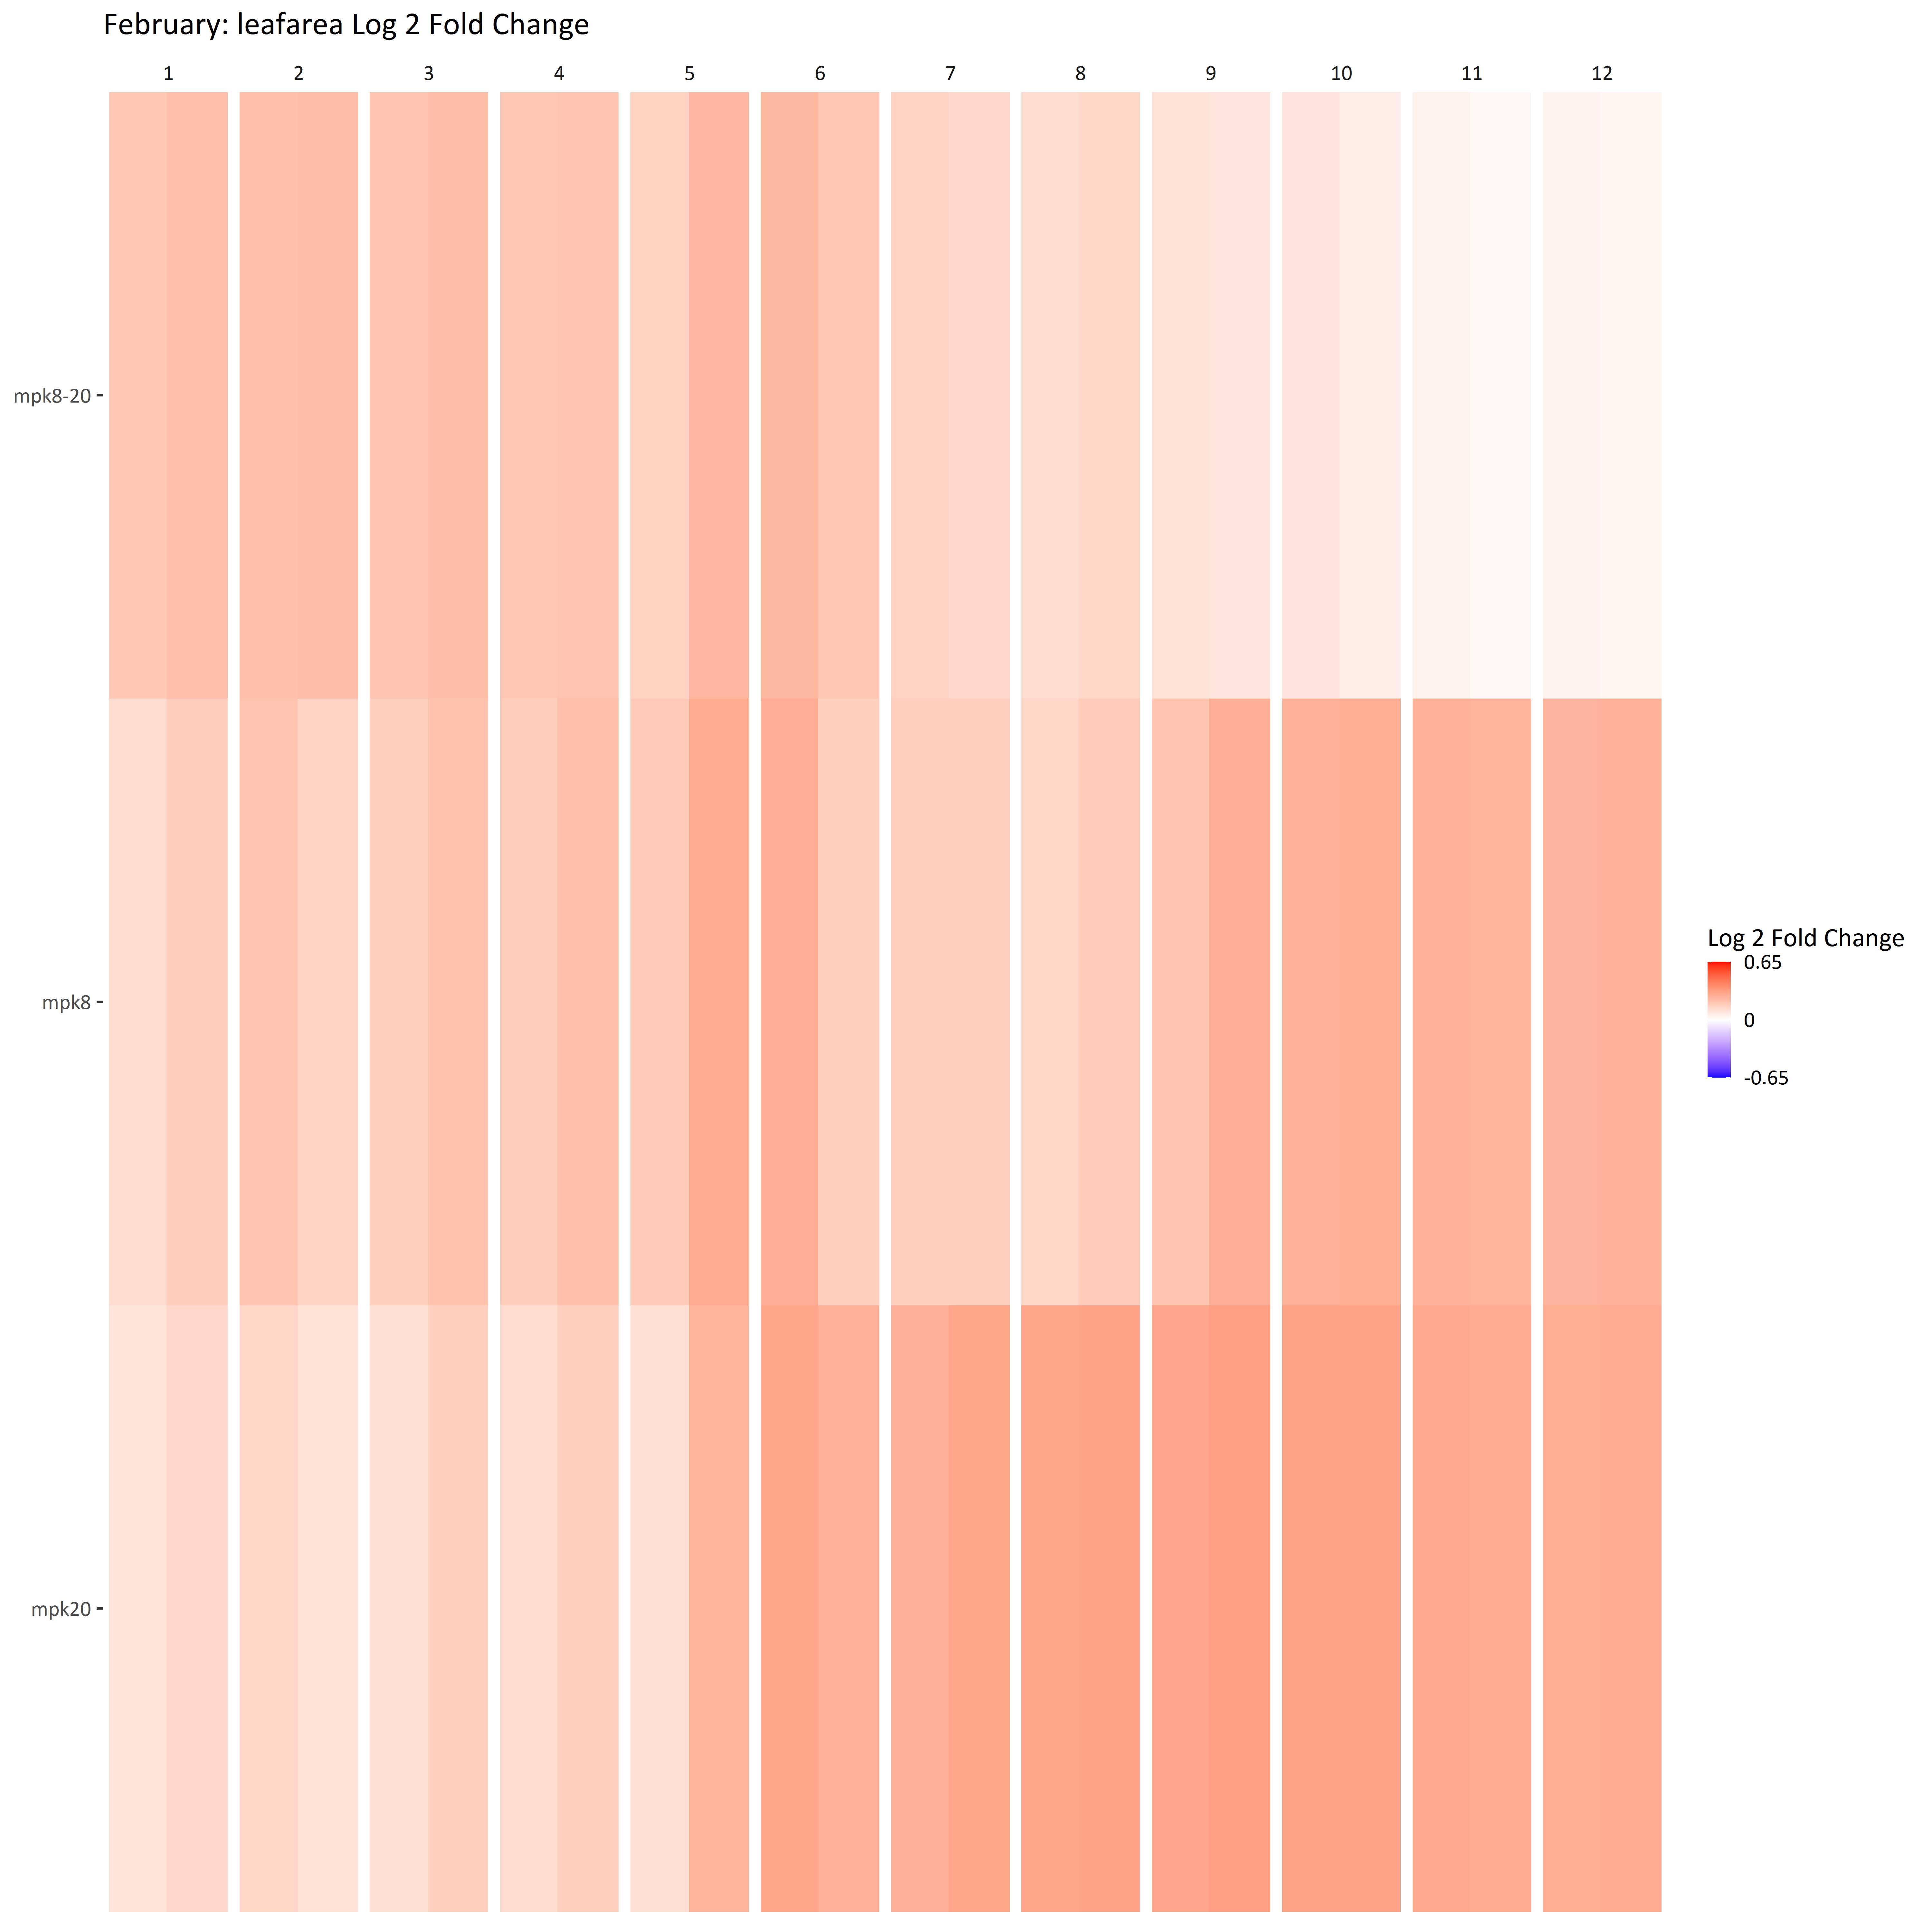 February: leafarea Log 2 Fold Change
1 2 3 4 5 6 7 8 9 10 11 12
mpk8-20
mpk8
mpk20
Log 2 Fold Change
0.65
0
-0.65